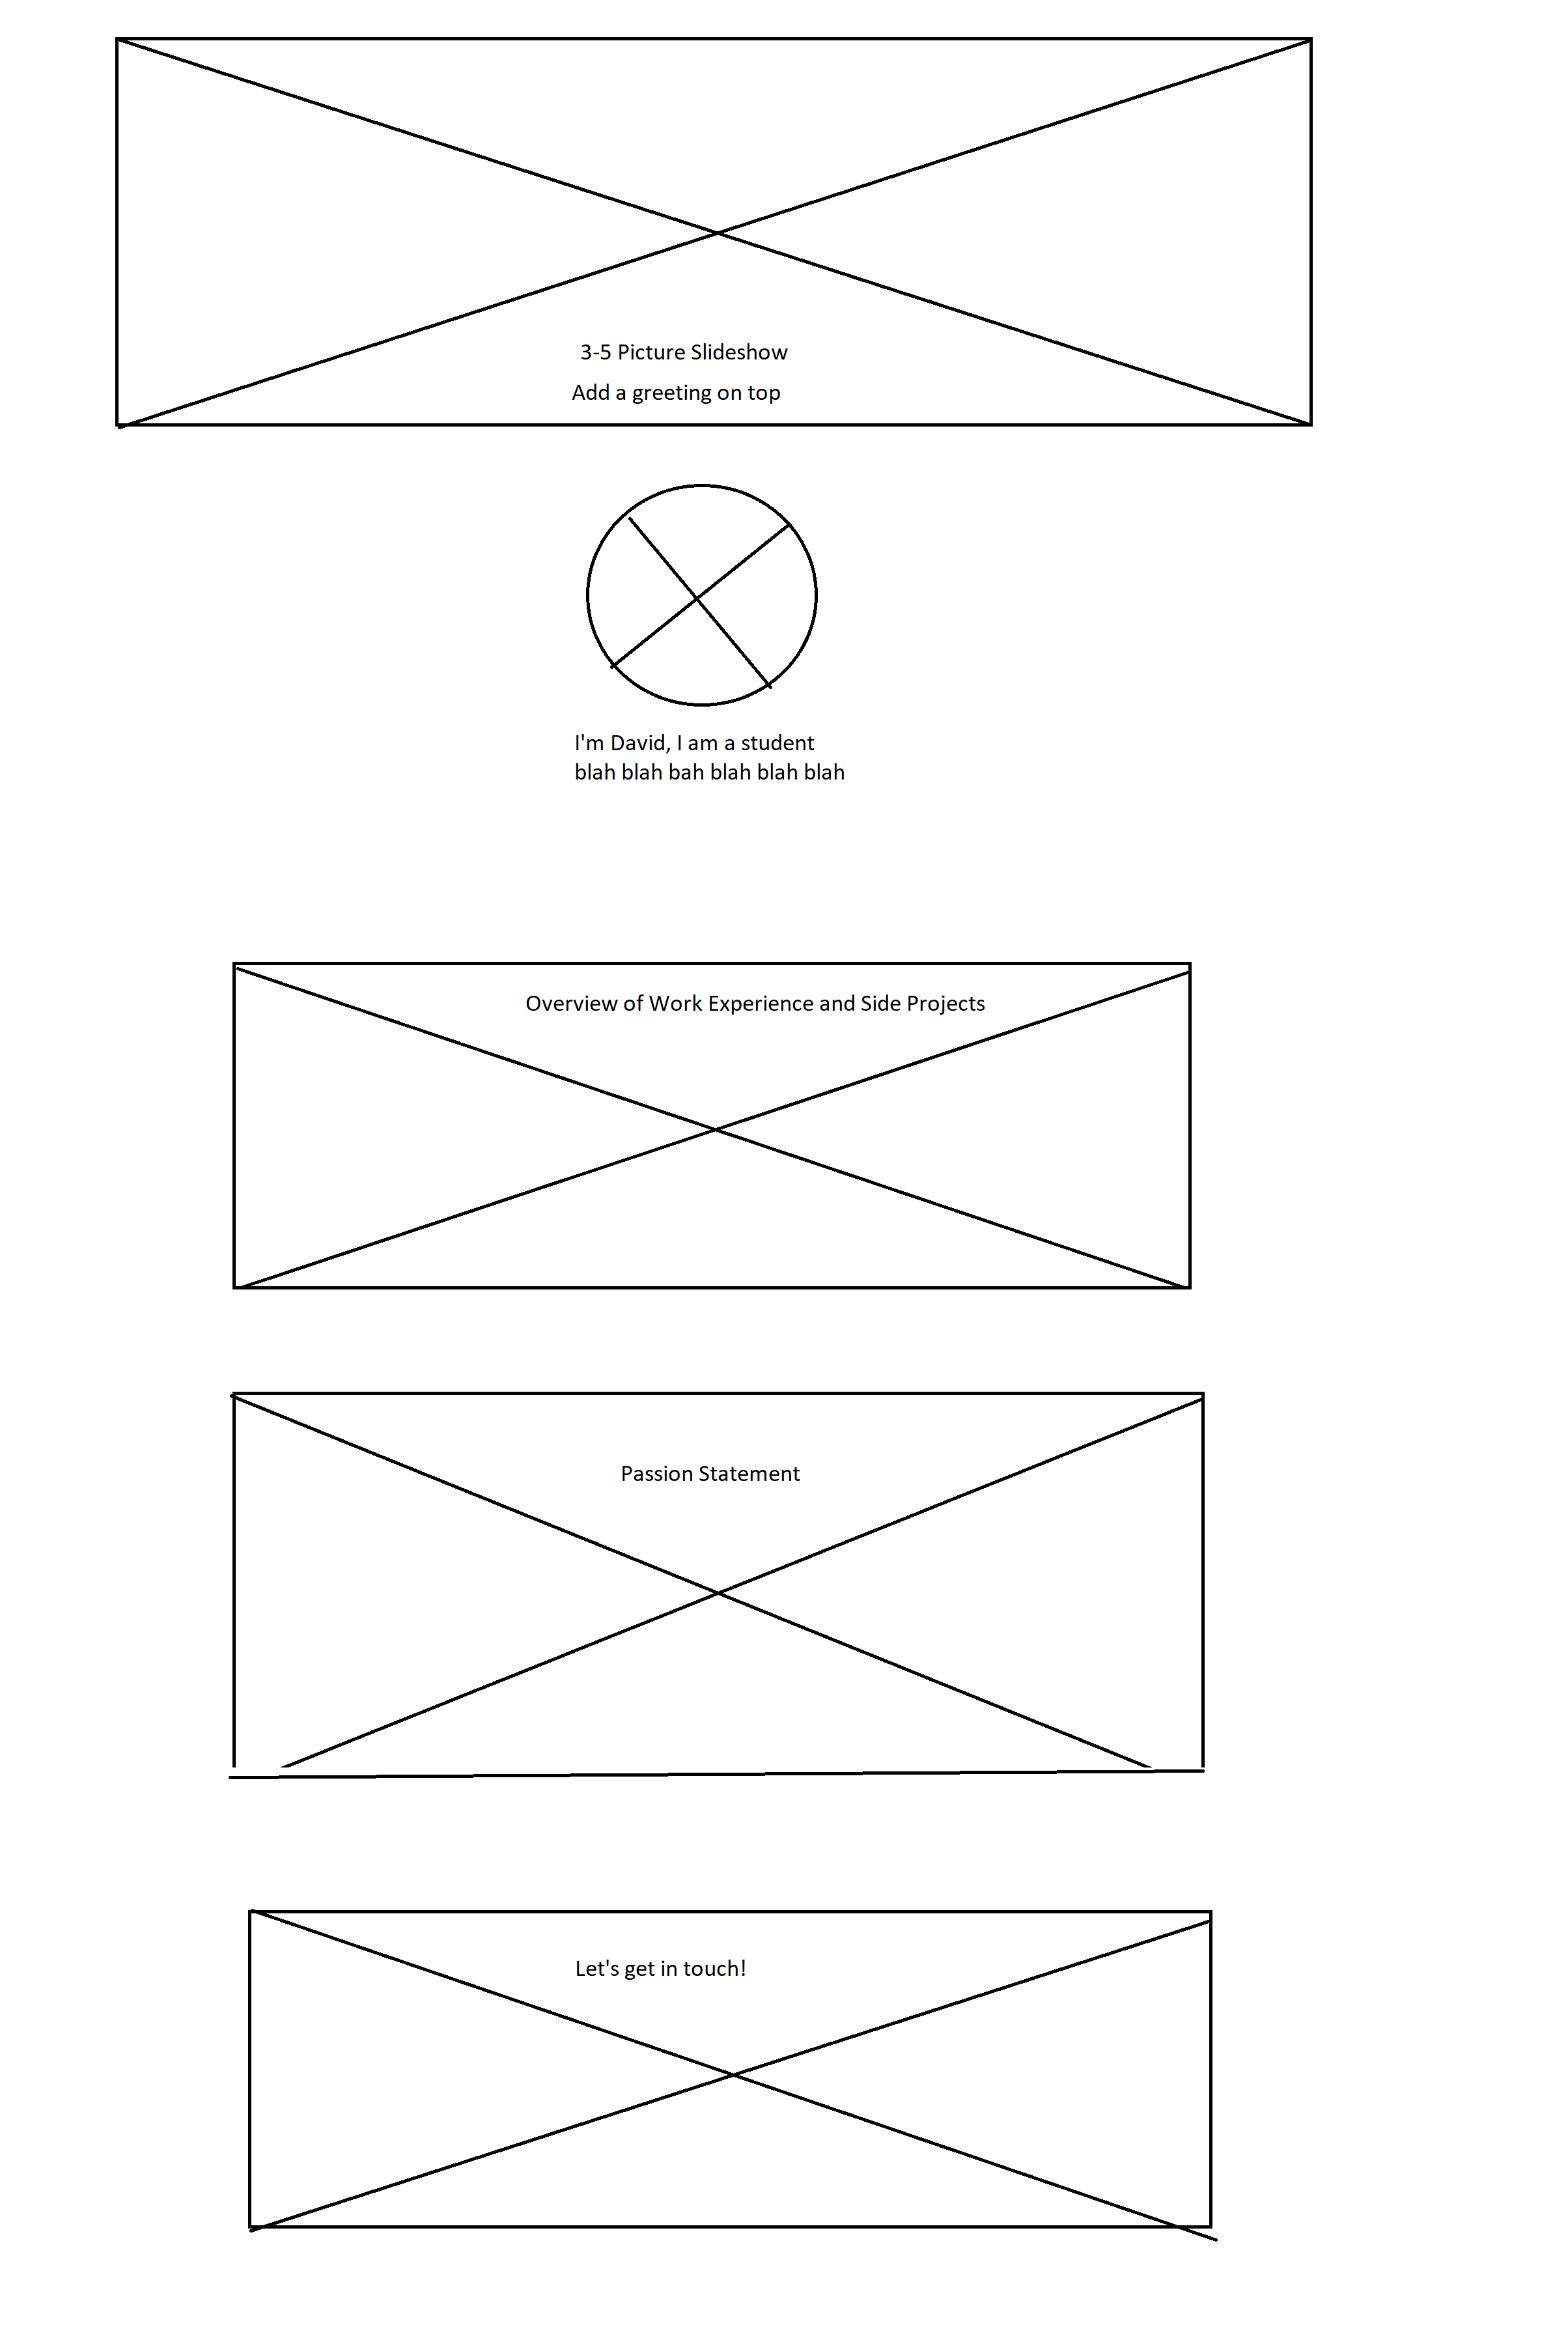 3-5 Picture Slideshow
Add a greeting on top
I'm David, I am a student
blah blah bah blah blah blah
Overview of Work Experience and Side Projects
Passion Statement
Let's get in touch!